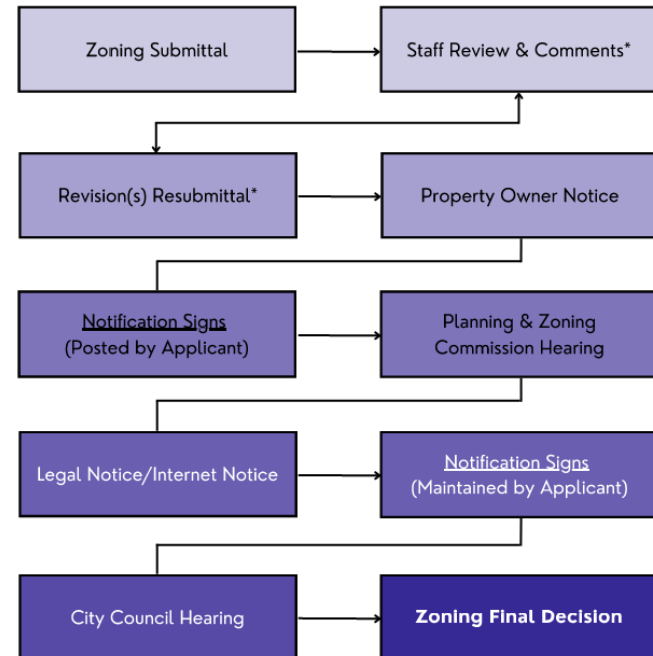 Zoning Submittal
Staff Review & Comments*
Revision(s) Resubmittal*
Property Owner Notice
Notification Signs
(Posted by Applicant)
Planning & Zoning
Commission Hearing
Legal Notice/Internet Notice
Notification Signs
(Maintained by Applicant)
City Council Hearing
Zoning Final Decision